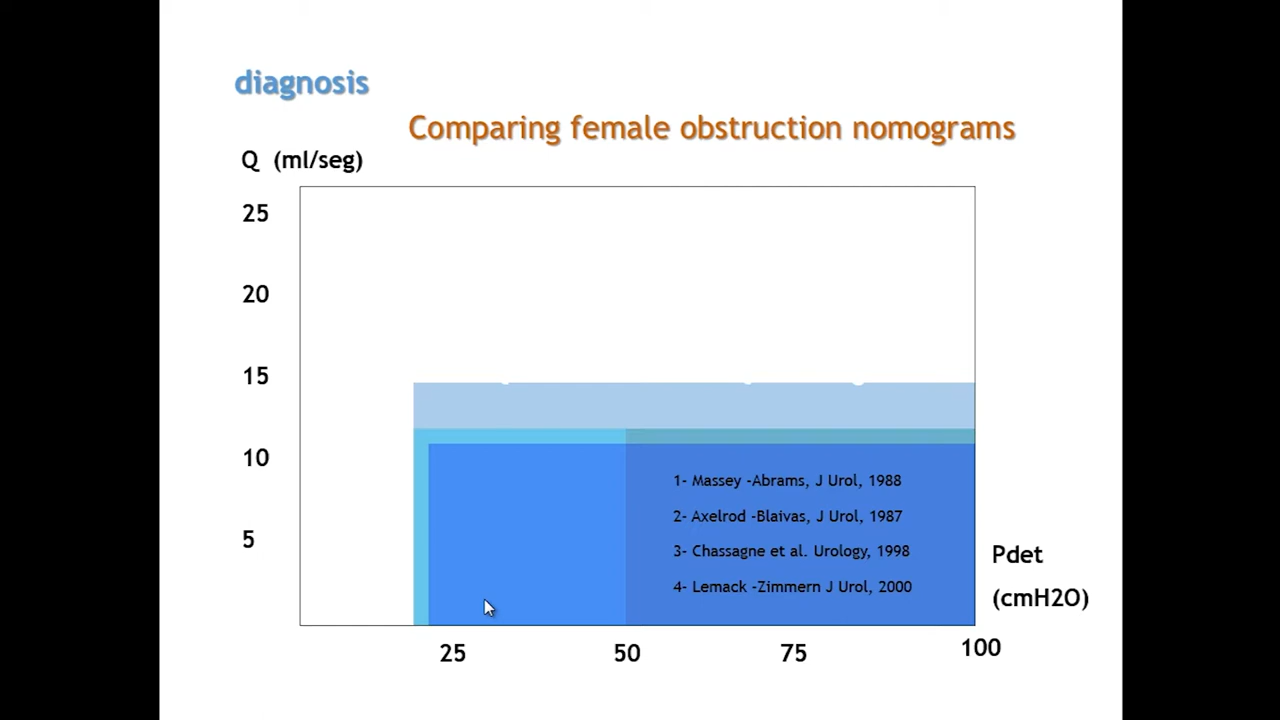 diagnosis
Comparing female obstruction nomograms
Q (ml/seg)
25
20
15
10
5
1- Massey -Abrams, J Urol, 1988
2- Axelrod -Blaivas, J Urol, 1987
3- Chassagne et al. Urology, 1998
4- Lemack -Zimmern J Urol, 2000
Pdet
(cmH2O)
25
50
75
100